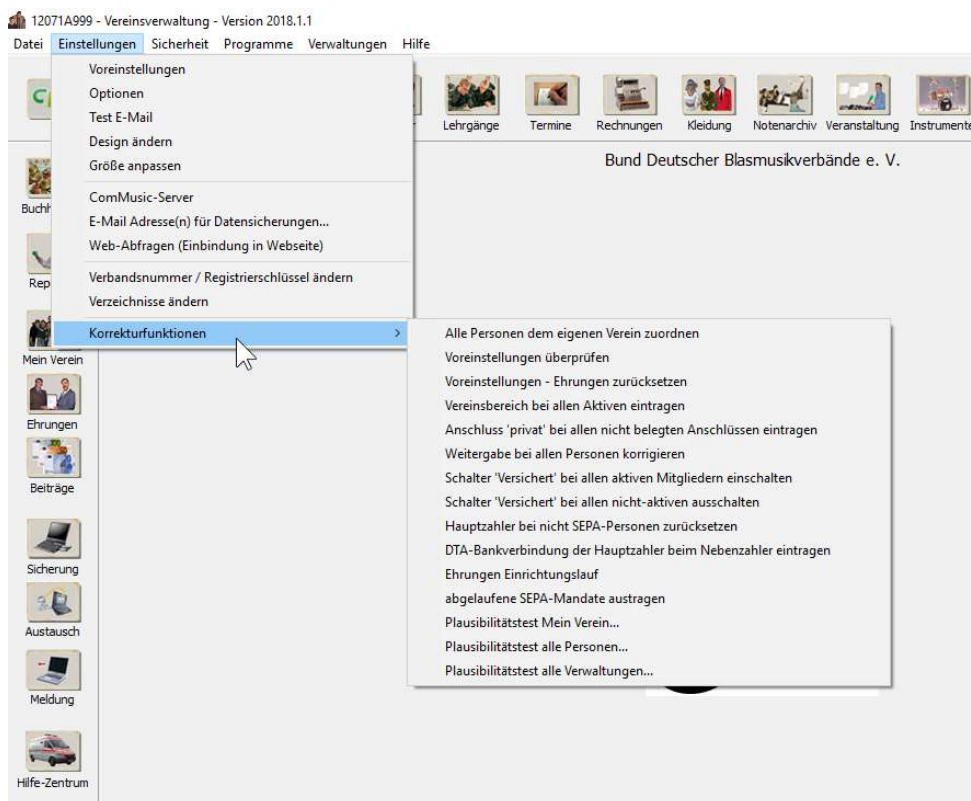 12071A999 - Vereinsverwaltung - Version 2018.1.1
Datei Einstellungen Sicherheit Programme Verwaltungen Hilfe
Voreinstellungen
Optionen
Test E-Mail
Design ändern
Größe anpassen
ComMusic-Server
E-Mail Adresse(n) für Datensicherungen...
Web-Abfragen (Einbindung in Webseite)
Verbandsnummer / Registrierschlüssel ändern
Verzeichnisse ändern
Korrekturfunktionen
Lehrgänge Termine Rechnungen Kleidung Notenarchiv Veranstaltung Instrumente
Bund Deutscher Blasmusikverbände e. V.
Alle Personen dem eigenen Verein zuordnen
Voreinstellungen überprüfen
Voreinstellungen - Ehrungen zurücksetzen
Vereinsbereich bei allen Aktiven eintragen
Anschluss 'privat' bei allen nicht belegten Anschlüssen eintragen
Weitergabe bei allen Personen korrigieren
Schalter 'Versichert' bei allen aktiven Mitgliedern einschalten
Schalter 'Versichert' bei allen nicht-aktiven ausschalten
Hauptzahler bei nicht SEPA-Personen zurücksetzen
DTA-Bankverbindung der Hauptzahler beim Nebenzahler eintragen
Ehrungen Einrichtungslauf
abgelaufene SEPA-Mandate austragen
Plausibilitätstest Mein Verein...
Plausibilitätstest alle Personen...
Plausibilitätstest alle Verwaltungen...
Buchh
Rep
Mein Verein
Ehrungen
Beiträge
Sicherung
Austausch
Meldung
Hilfe-Zentrum